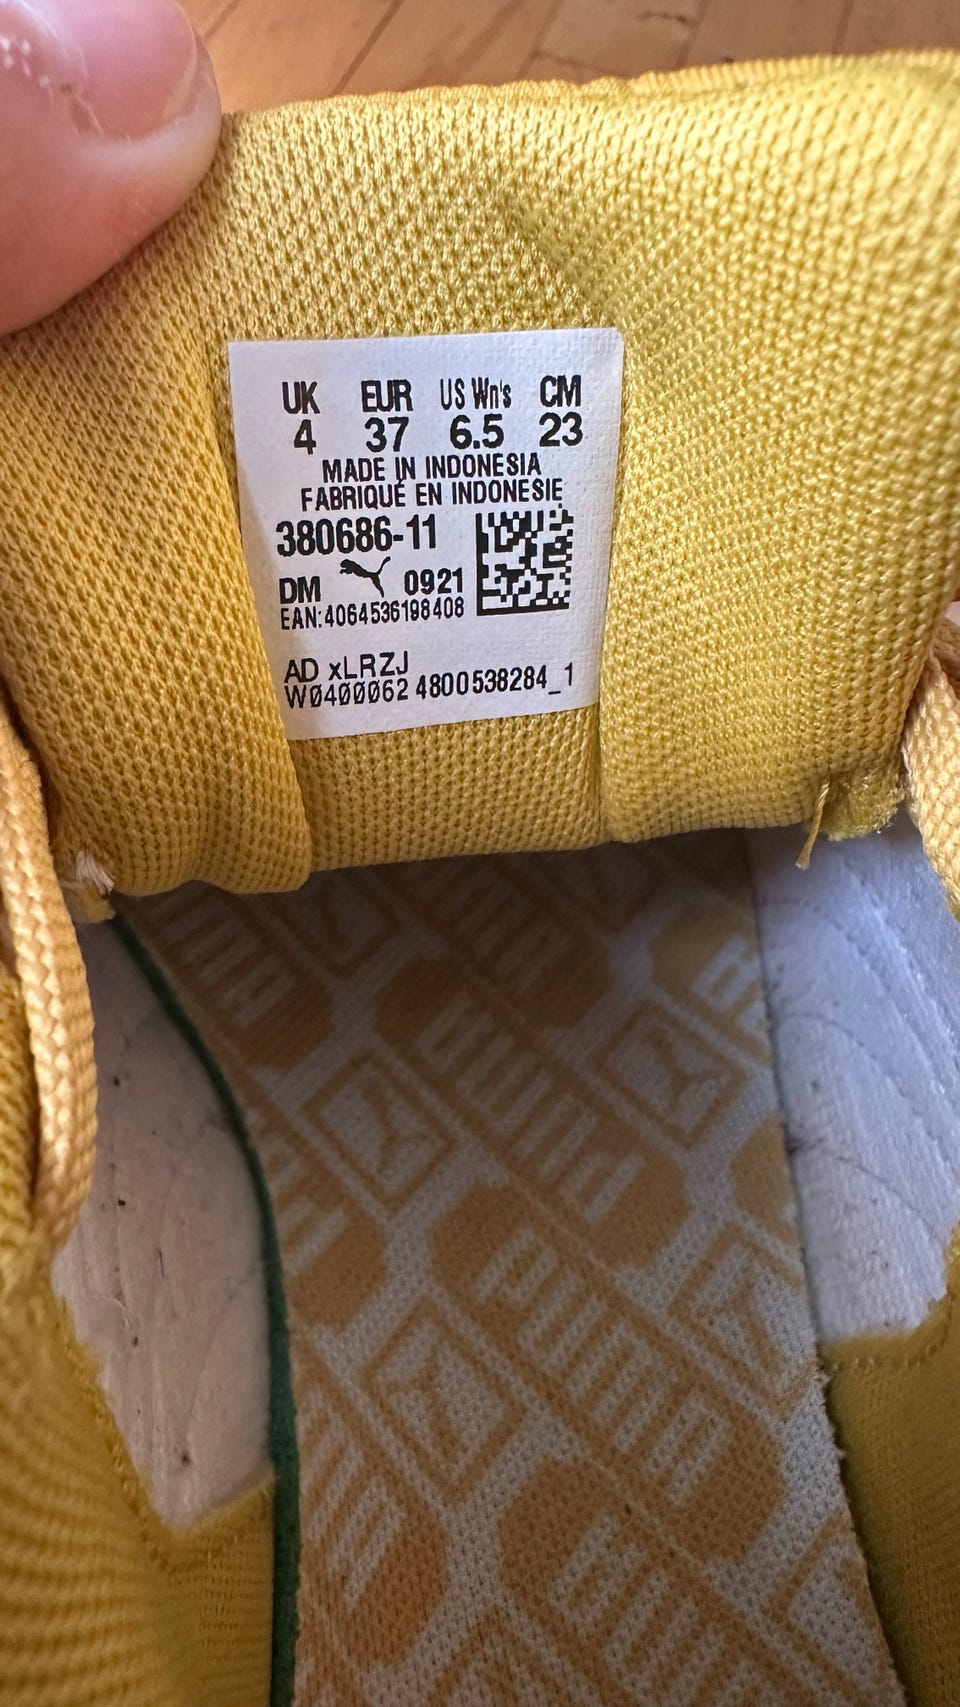 UK EUR US Wn's CM
4 37 6.5 23
MADE IN INDONESIA
FABRIQUÉ EN INDONESIE
380686-11
DM 0921
EAN:4064536198408
AD xLRZJ
WØ4ØØØ62 4800538284_1